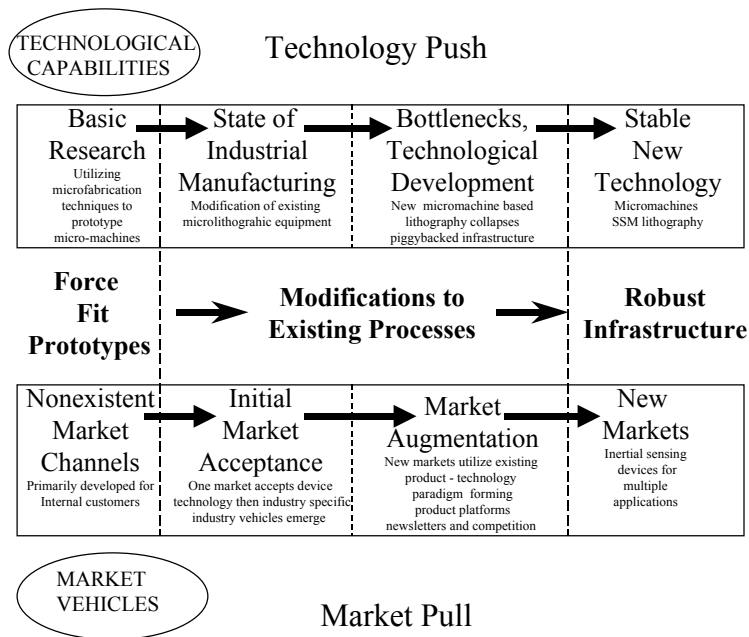 TECHNOLOGICAL
CAPABILITIES
Technology Push
Basic
Research
Utilizing
microfabrication
techniques to
prototype
micro-machines
State of
Industrial
Manufacturing
Modification of existing
microlithograhic equipment
Bottlenecks,
Technological
Development
New micromachine based
lithography collapses
piggybacked infrastructure
Stable
New
Technology
Micromachines
SSM lithography
Force
Fit
Prototypes
Modifications to
Existing Processes
Robust
Infrastructure
Nonexistent
Market
Channels
Primarily developed for
Internal customers
Initial
Market
Acceptance
One market accepts device
technology then industry specific
industry vehicles emerge
Market
Augmentation
New markets utilize existing
product - technology
paradigm forming
product platforms
newsletters and competition
New
Markets
Inertial sensing
devices for
multiple
applications
MARKET
VEHICLES
Market Pull